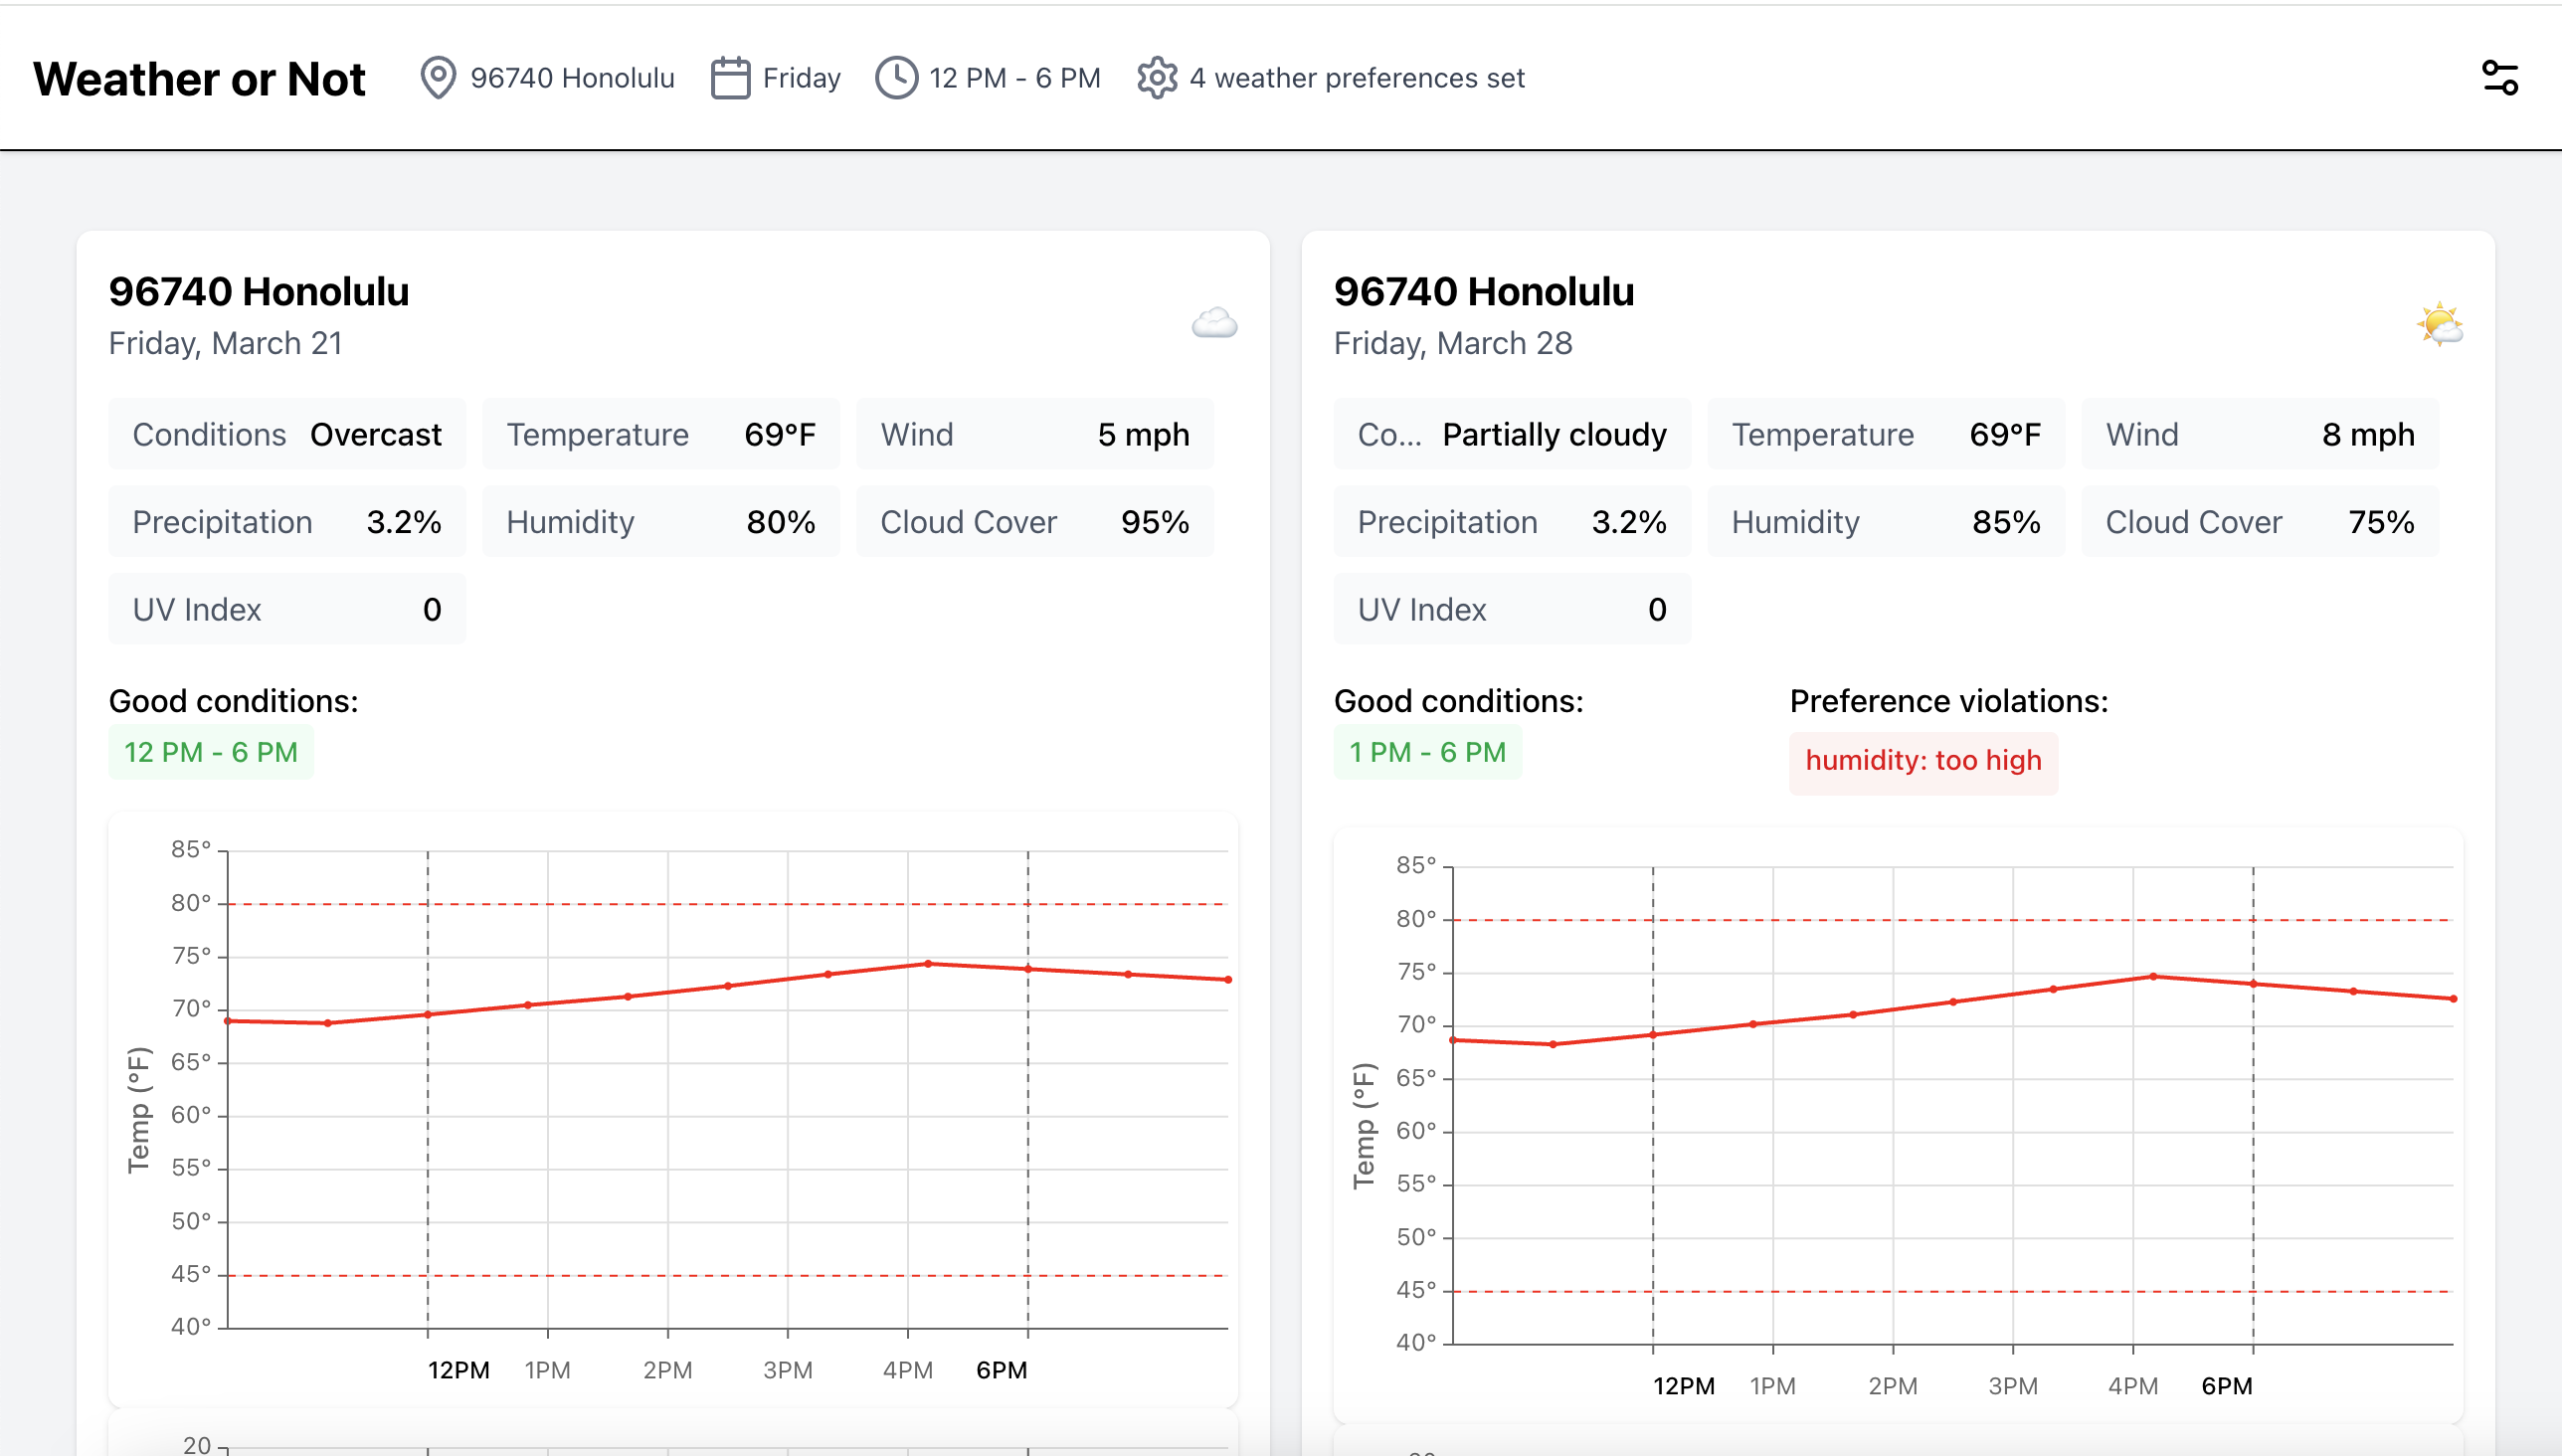 Weather or Not
96740 Honolulu
Friday
12 PM - 6 PM
4 weather preferences set
96740 Honolulu
Friday, March 21
Conditions Overcast
Temperature 69°F
Wind 5 mph
Precipitation 3.2%
Humidity 80%
Cloud Cover 95%
UV Index 0
Good conditions:
12 PM - 6 PM
85°
80°
75°
70°
65°
60°
55°
50°
45°
40°
Temp (°F)
12PM 1PM 2PM 3PM 4PM 6PM
20
96740 Honolulu
Friday, March 28
Co... Partially cloudy
Temperature 69°F
Wind 8 mph
Precipitation 3.2%
Humidity 85%
Cloud Cover 75%
UV Index 0
Good conditions:
1 PM - 6 PM
Preference violations:
humidity: too high
85°
80°
75°
70°
65°
60°
55°
50°
45°
40°
Temp (°F)
12PM 1PM 2PM 3PM 4PM 6PM